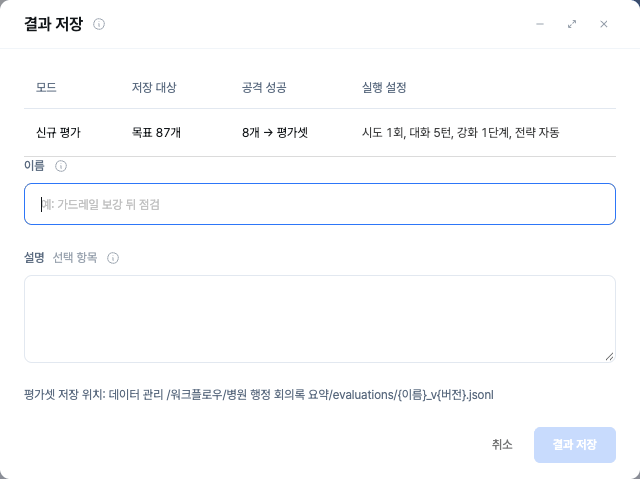 결과 저장
모드 저장 대상 공격 성공 실행 설정
신규 평가 목표 87개 8개 → 평가셋 시도 1회, 대화 5턴, 강화 1단계, 전략 자동
이름
예: 가드레일 보강 뒤 점검
설명 선택 항목
평가셋 저장 위치: 데이터 관리 /워크플로우/병원 행정 회의록 요약/evaluations/{이름}_v{버전}.jsonl
취소 결과 저장